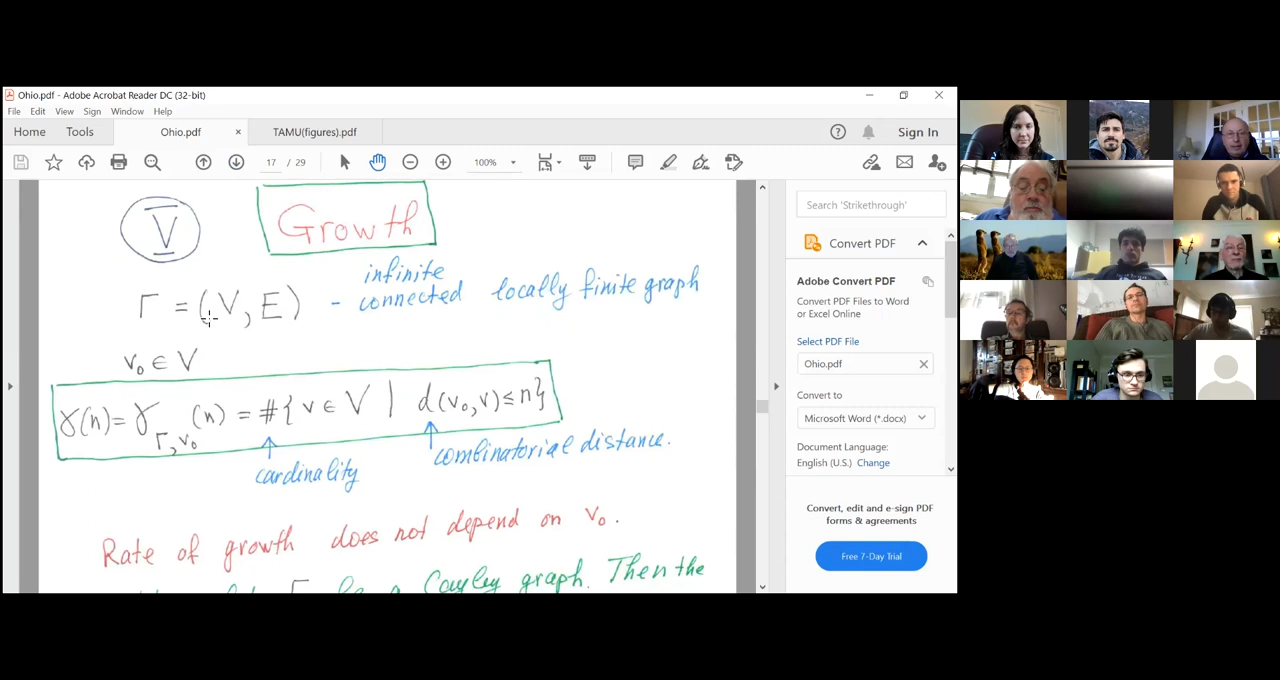 Ohio.pdf - Adobe Acrobat Reader DC (32-bit)
File Edit View Sign Window Help
Home Tools Ohio.pdf × TAMU(figures).pdf Sign In
17 / 29 100%
V
Growth
Γ = (V, E) - infinite connected locally finite graph
v₀ ∈ V
γ(n) = γ_{Γ,v₀}(n) = #{v ∈ V | d(v₀,v) ≤ n}
cardinality
combinatorial distance.
Rate of growth does not depend on v₀.
Cayley graph. Then the
Search 'Strikethrough'
Convert PDF
Adobe Convert PDF
Convert PDF Files to Word
or Excel Online
Select PDF File
Ohio.pdf ×
Convert to
Microsoft Word (*.docx)
Document Language:
English (U.S.) Change
Convert, edit and e-sign PDF
forms & agreements
Free 7-Day Trial